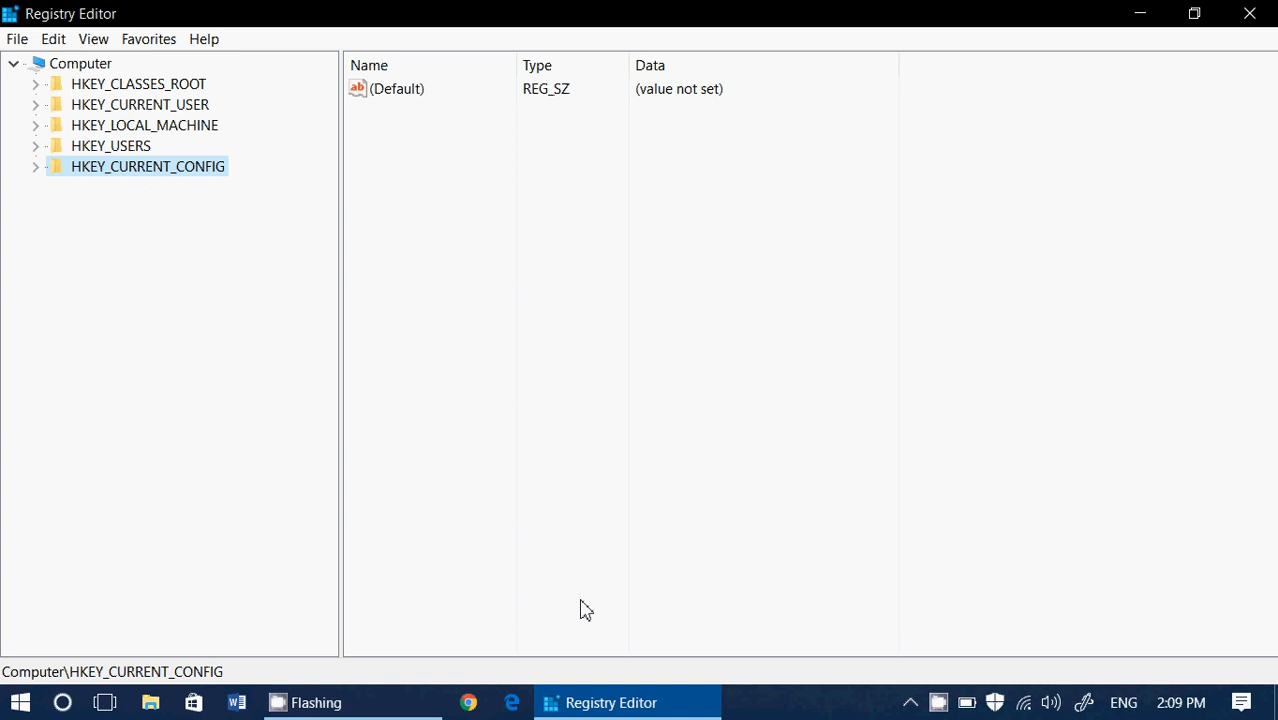 Registry Editor
File Edit View Favorites Help
Computer
HKEY_CLASSES_ROOT
HKEY_CURRENT_USER
HKEY_LOCAL_MACHINE
HKEY_USERS
HKEY_CURRENT_CONFIG
Name Type Data
ab (Default) REG_SZ (value not set)
Computer\HKEY_CURRENT_CONFIG
Flashing Registry Editor ENG 2:09 PM